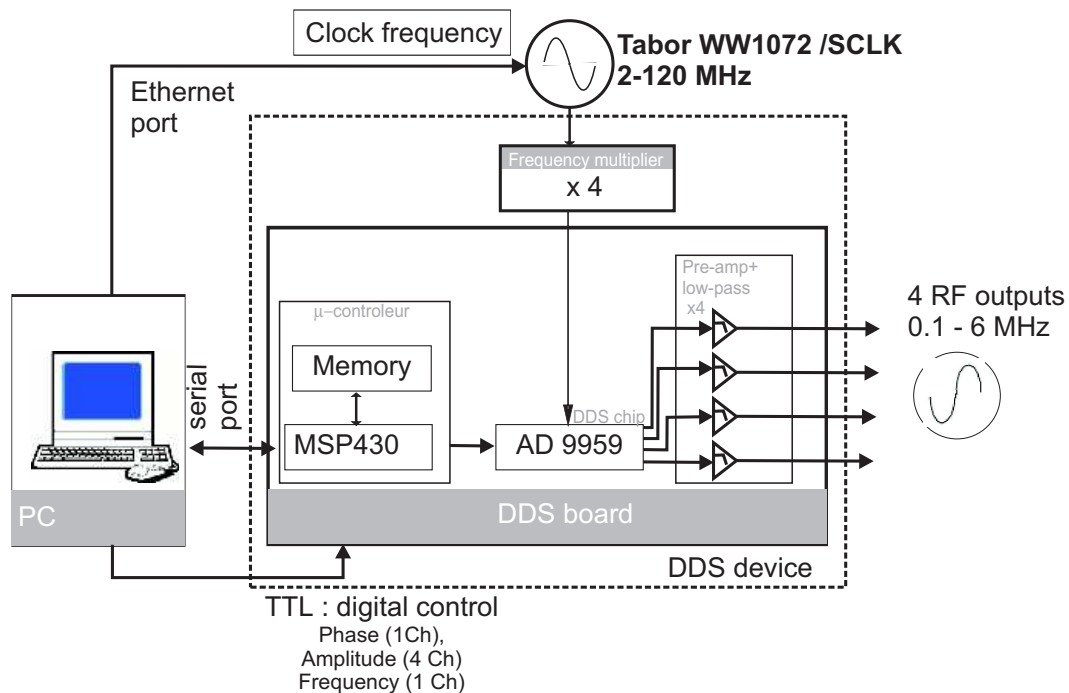 Clock frequency
Tabor WW1072 /SCLK
2-120 MHz
Ethernet
port
Frequency multiplier
x 4
Pre-amp+
low-pass
x4
4 RF outputs
0.1 - 6 MHz
μ-controleur
Memory
serial
port
DDS chip
MSP430
AD 9959
PC
DDS board
DDS device
TTL : digital control
Phase (1Ch),
Amplitude (4 Ch)
Frequency (1 Ch)